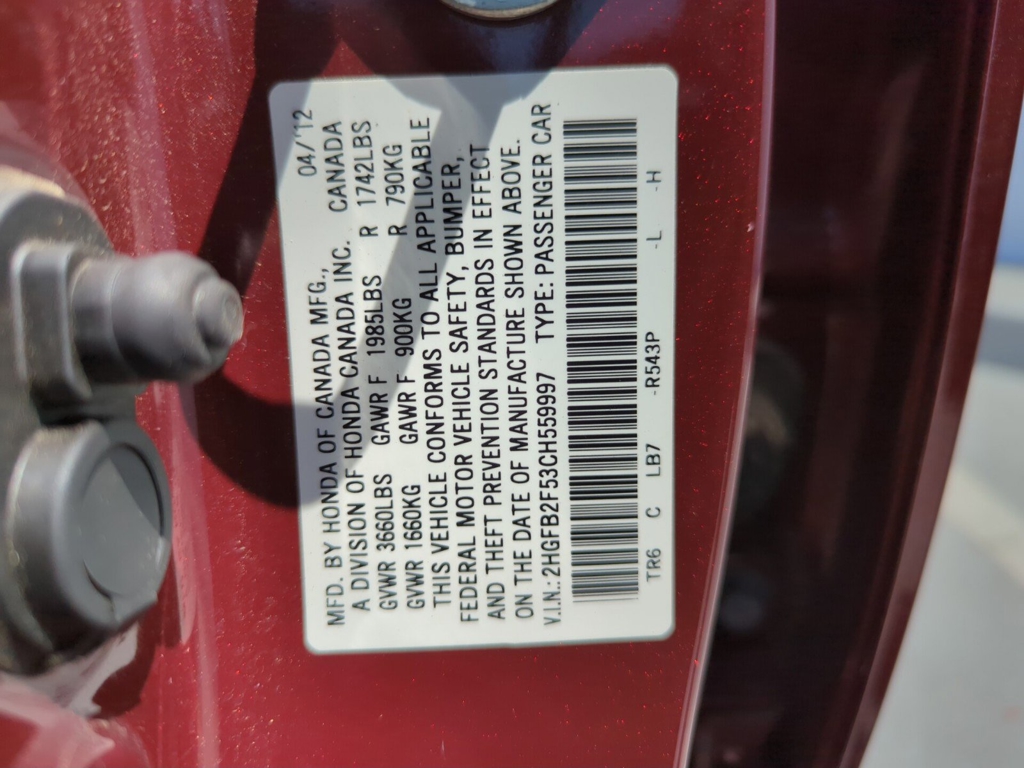 MFD. BY HONDA OF CANADA MFG., 04/'12
A DIVISION OF HONDA CANADA INC. CANADA
GVWR 3660LBS GAWR F 1985LBS R 1742LBS
GVWR 1660KG GAWR F 900KG R 790KG
THIS VEHICLE CONFORMS TO ALL APPLICABLE
FEDERAL MOTOR VEHICLE SAFETY, BUMPER,
AND THEFT PREVENTION STANDARDS IN EFFECT
ON THE DATE OF MANUFACTURE SHOWN ABOVE.
V.I.N.: 2HGFB2F53CH559997 TYPE: PASSENGER CAR
TR6 C LB7 -R543P -L -H